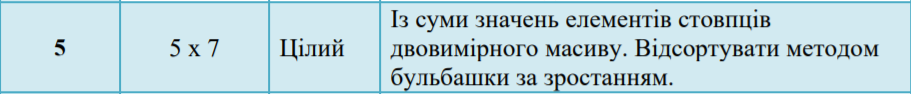 5 5 x 7 Цілий Із суми значень елементів стовпців
двовимірного масиву. Відсортувати методом
бульбашки за зростанням.